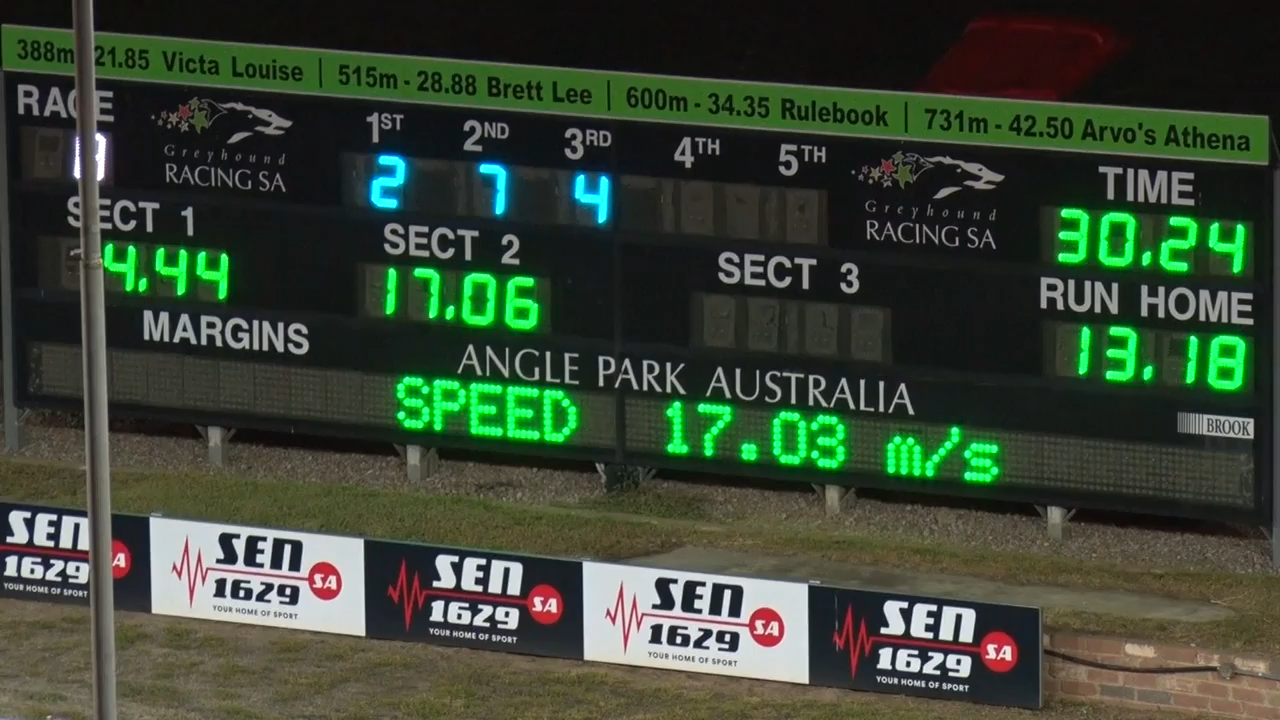 388m 21.85 Victa Louise | 515m - 28.88 Brett Lee | 600m - 34.35 Rulebook | 731m - 42.50 Arvo's Athena
RACE
Greyhound
RACING SA
1ST 2ND 3RD 4TH 5TH
2 7 4
Greyhound
RACING SA
TIME
30.24
SECT 1
4.44
SECT 2
17.06
SECT 3
RUN HOME
13.18
MARGINS
ANGLE PARK AUSTRALIA
SPEED 17.03 m/s
BROOK
SEN
1629
YOUR HOME OF SPORT
SEN
1629
SA
YOUR HOME OF SPORT
SEN
1629
SA
YOUR HOME OF SPORT
SEN
1629
SA
YOUR HOME OF SPORT
SEN
1629
SA
YOUR HOME OF SPORT